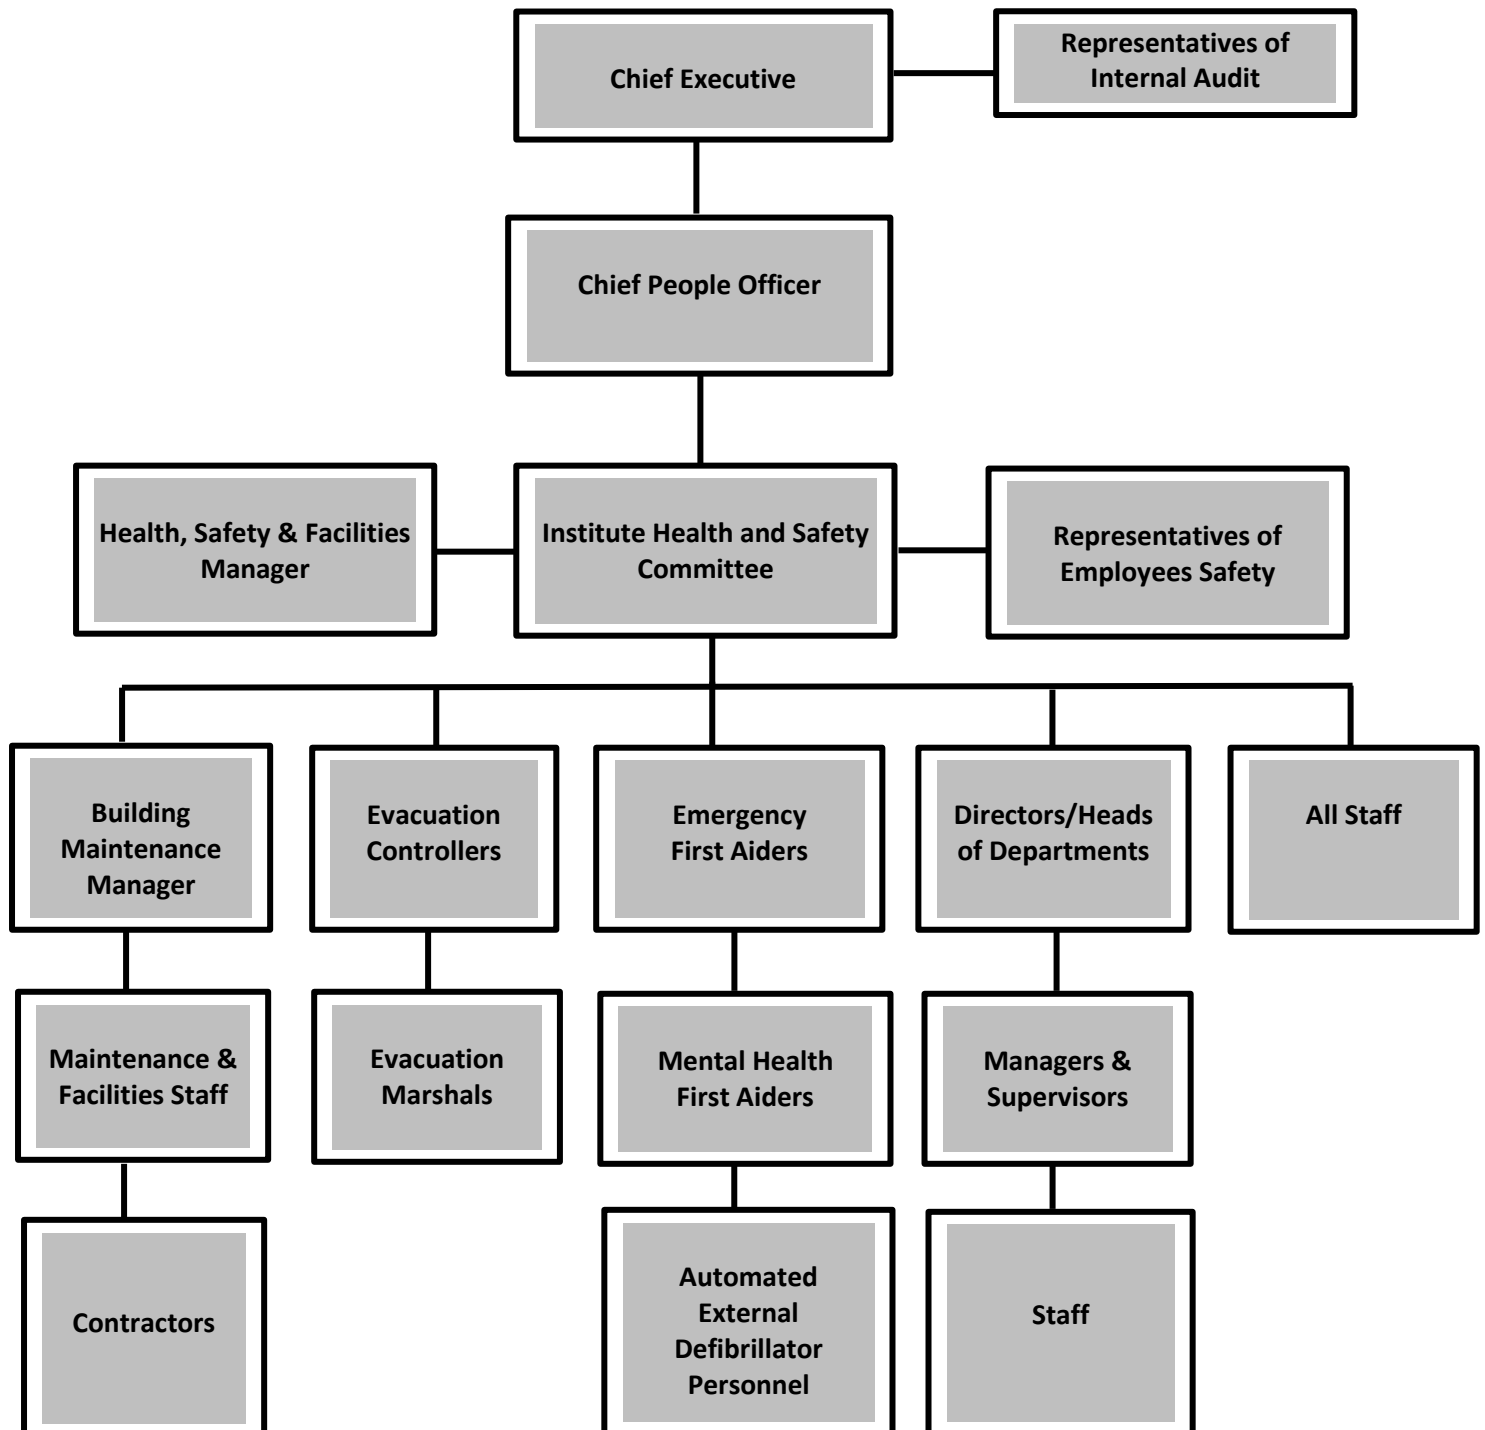 Chief Executive
Representatives of
Internal Audit
Chief People Officer
Health, Safety & Facilities
Manager
Institute Health and Safety
Committee
Representatives of
Employees Safety
Building
Maintenance
Manager
Evacuation
Controllers
Emergency
First Aiders
Directors/Heads
of Departments
All Staff
Maintenance &
Facilities Staff
Evacuation
Marshals
Mental Health
First Aiders
Managers &
Supervisors
Contractors
Automated
External
Defibrillator
Personnel
Staff